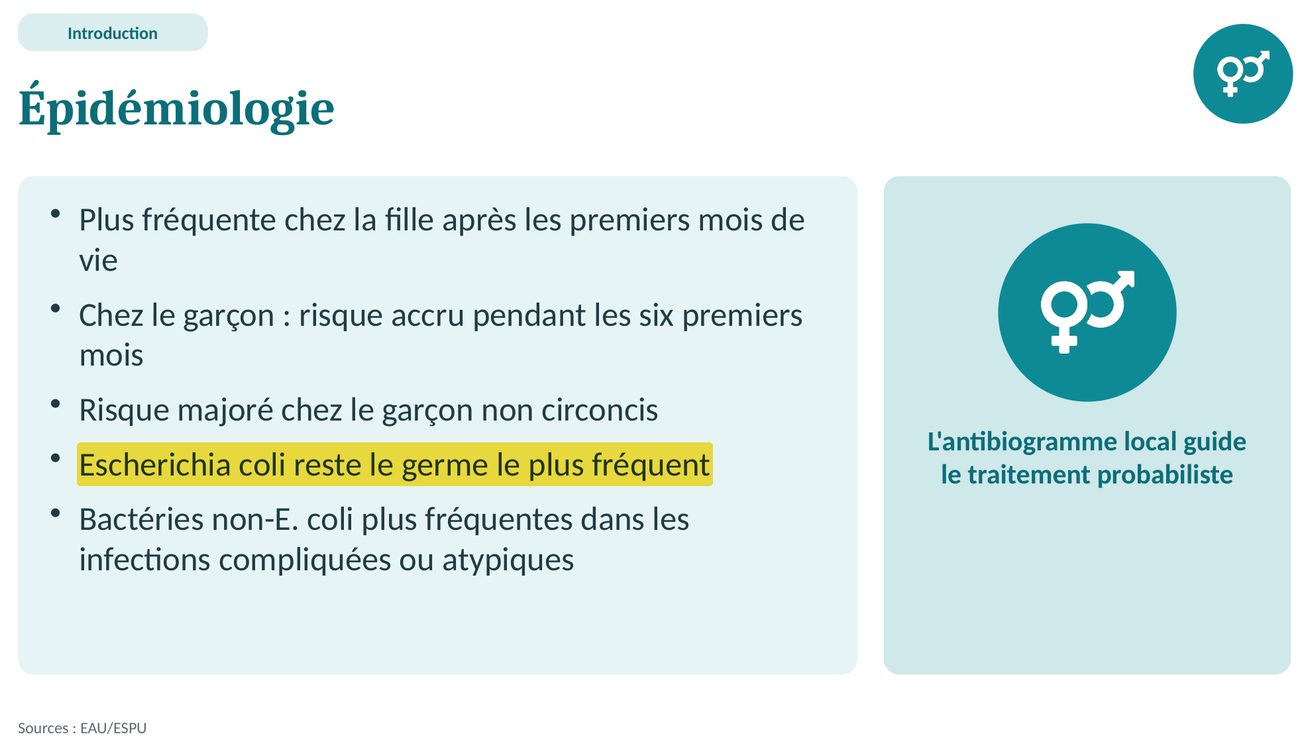 Introduction
Épidémiologie
• Plus fréquente chez la fille après les premiers mois de
vie
• Chez le garçon : risque accru pendant les six premiers
mois
• Risque majoré chez le garçon non circoncis
• Escherichia coli reste le germe le plus fréquent
• Bactéries non-E. coli plus fréquentes dans les
infections compliquées ou atypiques
L'antibiogramme local guide
le traitement probabiliste
Sources : EAU/ESPU